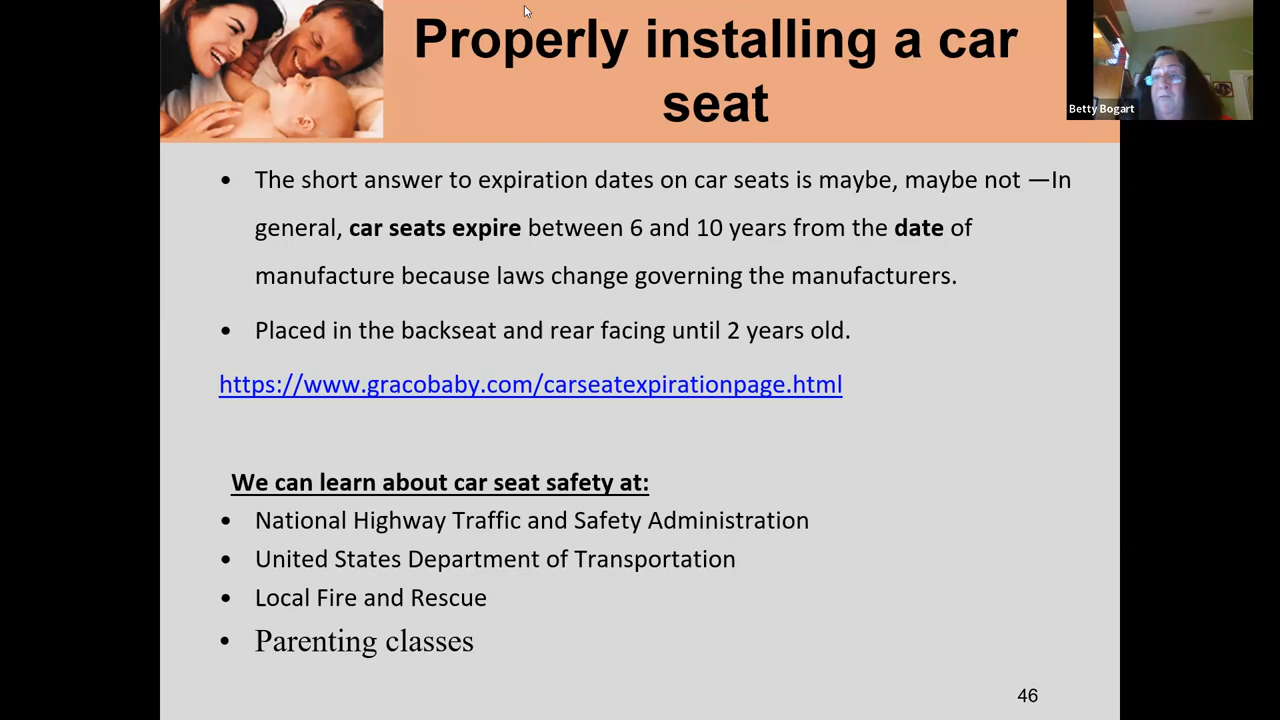 Properly installing a car
seat
Betty Bogart
• The short answer to expiration dates on car seats is maybe, maybe not —In
general, car seats expire between 6 and 10 years from the date of
manufacture because laws change governing the manufacturers.
• Placed in the backseat and rear facing until 2 years old.
https://www.gracobaby.com/carseatexpirationpage.html
We can learn about car seat safety at:
• National Highway Traffic and Safety Administration
• United States Department of Transportation
• Local Fire and Rescue
• Parenting classes
46